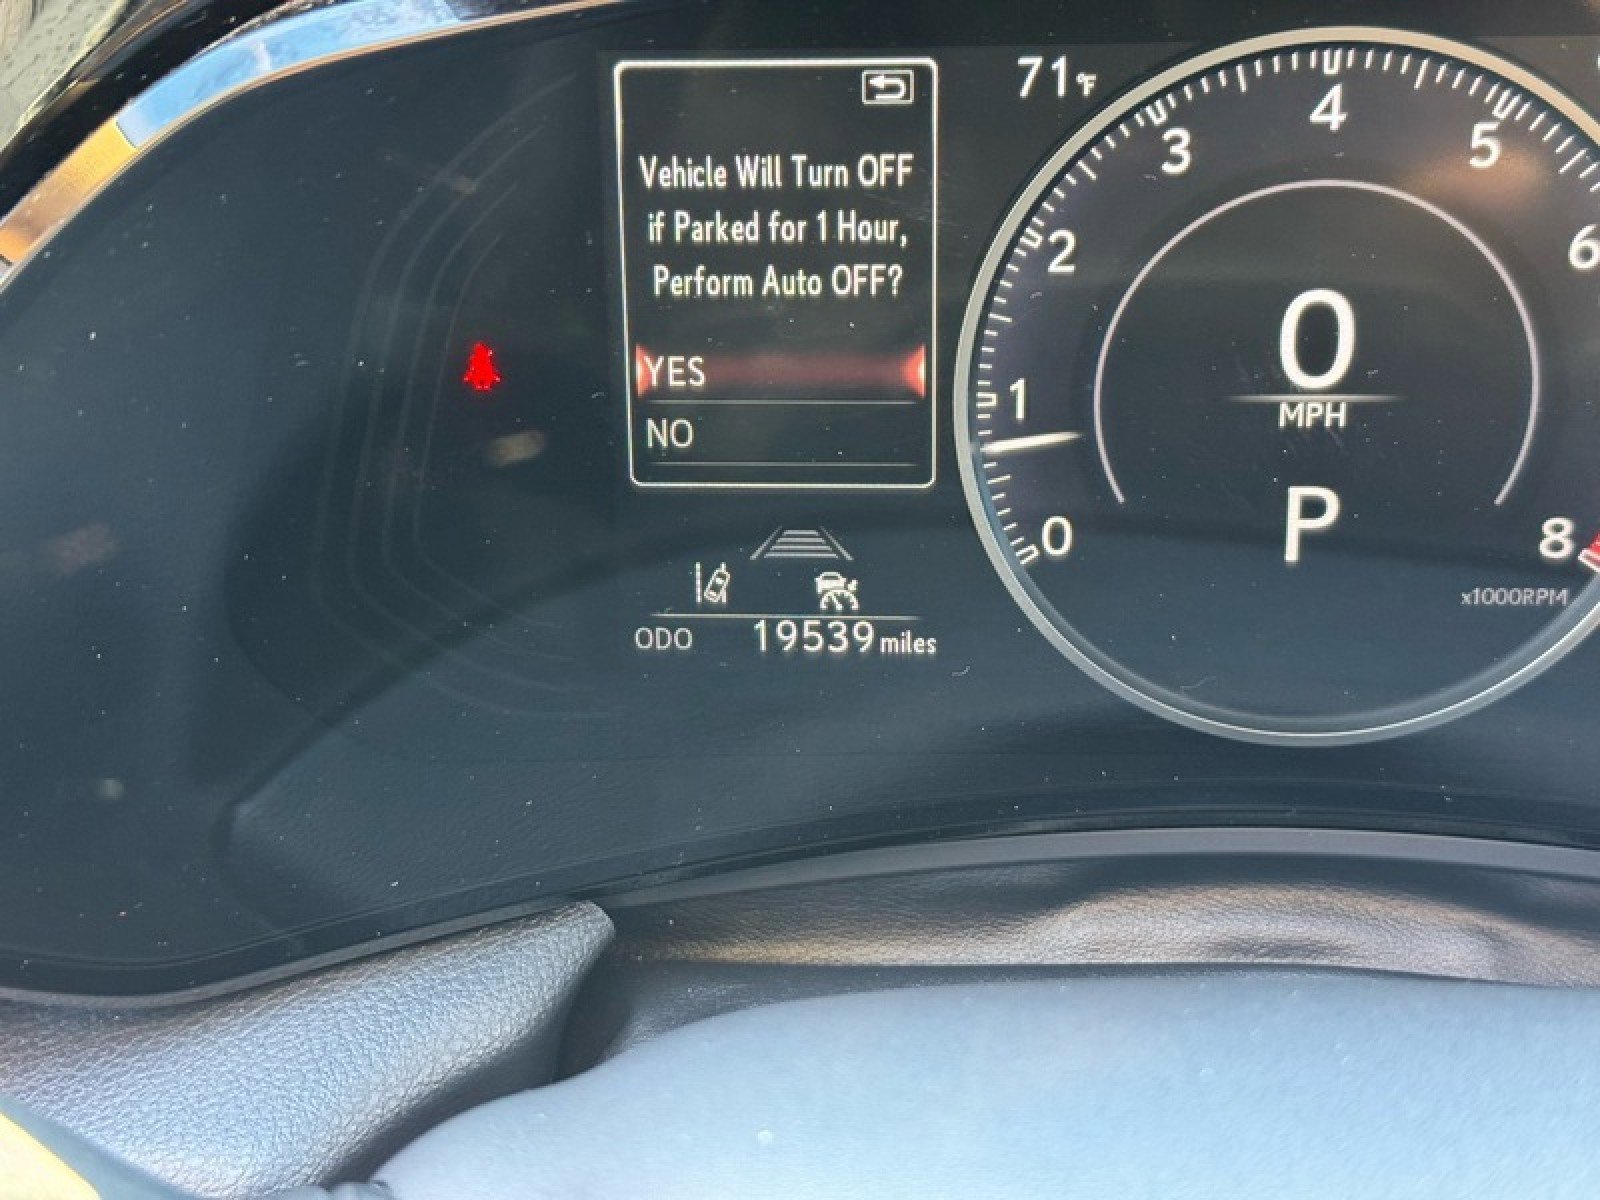 Vehicle Will Turn OFF
if Parked for 1 Hour,
Perform Auto OFF?
YES
NO
ODO 19539 miles
71°F
0
1
2
3
4
5
6
8
0
MPH
P
x1000RPM